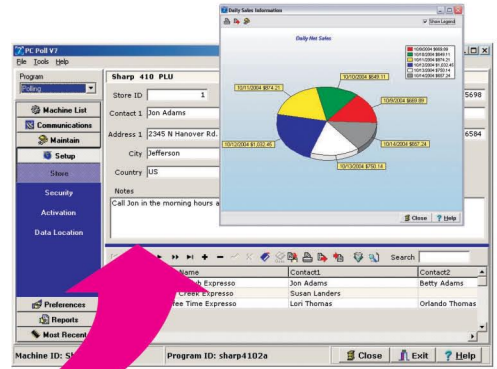 Daily Sales Information
Show Legend
Daily Net Sales
10/9/2004 $669.89
10/10/2004 $649.11
10/11/2004 $874.21
10/12/2004 $1,032.45
10/13/2004 $750.14
10/14/2004 $657.24
10/10/2004 $649.11
10/11/2004 $874.21
10/9/2004 $669.89
10/12/2004 $1,032.45
10/14/2004 $657.24
10/13/2004 $750.14
Close Help
PC Poll V7
File Tools Help
Program
Polling
Machine List
Communications
Maintain
Setup
Store
Security
Activation
Data Location
Preferences
Reports
Most Recent
Sharp 410 PLU
Store ID 1 5698
Contact 1 Jon Adams
Address 1 2345 N Hanover Rd. 6584
City Jefferson
Country US
Notes
Call Jon in the morning hours
Search
Name Contact1 Contact2
Expresso Jon Adams Betty Adams
Creek Expresso Susan Landers
Time Expresso Lori Thomas Orlando Thomas
Machine ID: Program ID: sharp4102a Close Exit Help